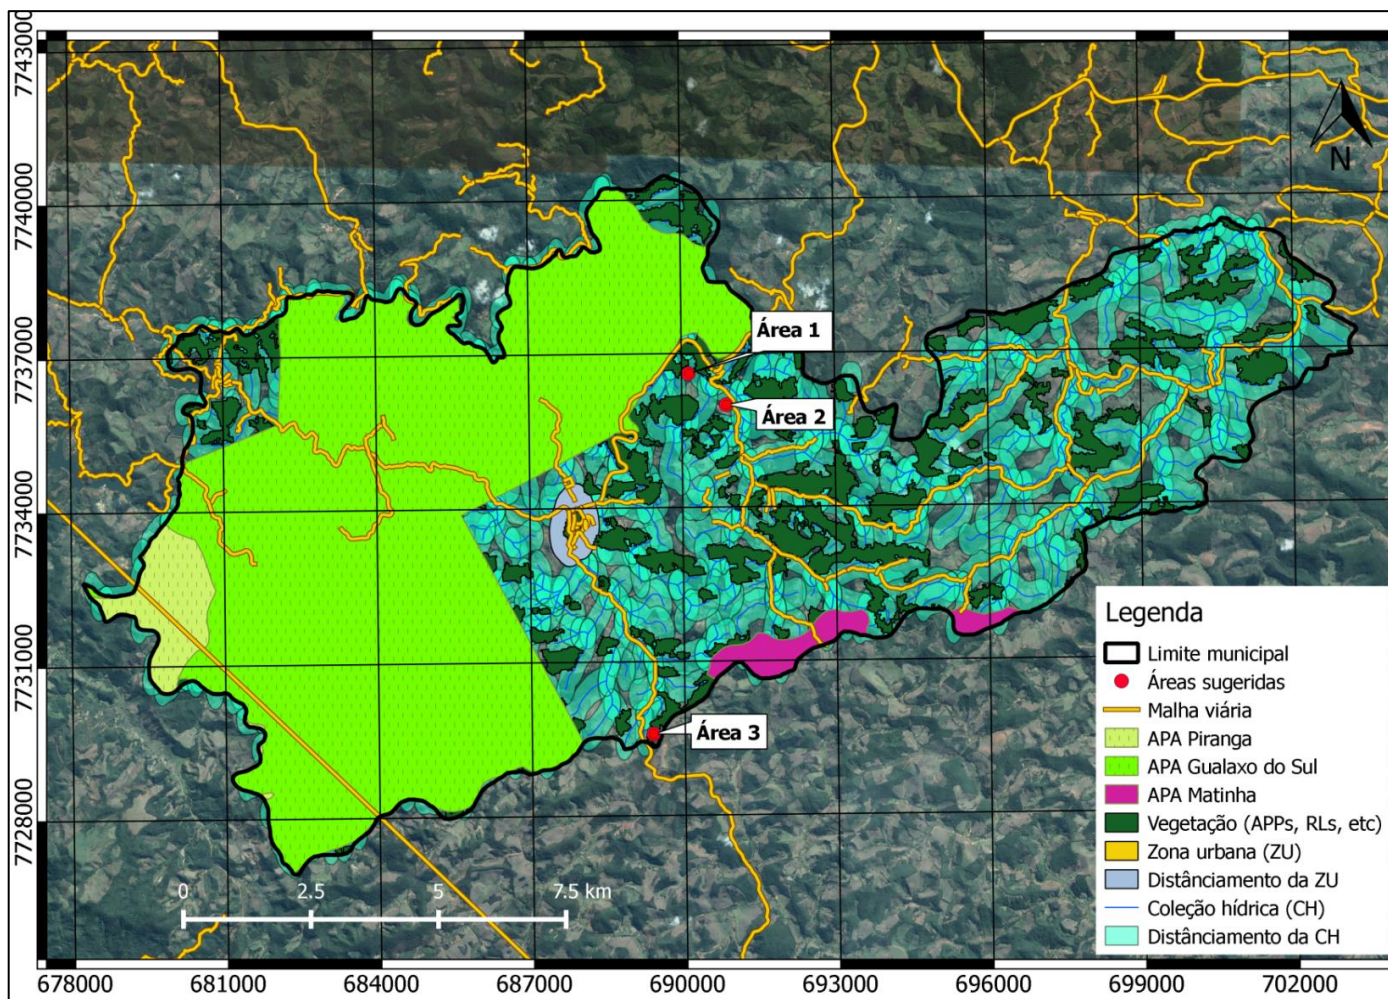 7743000
N
7740000
Área 1
7737000
Área 2
7734000
Legenda
Limite municipal
Áreas sugeridas
Malha viária
APA Piranga
APA Gualaxo do Sul
APA Matinha
Vegetação (APPs, RLs, etc)
Zona urbana (ZU)
Distânciamento da ZU
Coleção hídrica (CH)
Distânciamento da CH
7731000
Área 3
7728000
0 2.5 5 7.5 km
678000 681000 684000 687000 690000 693000 696000 699000 702000